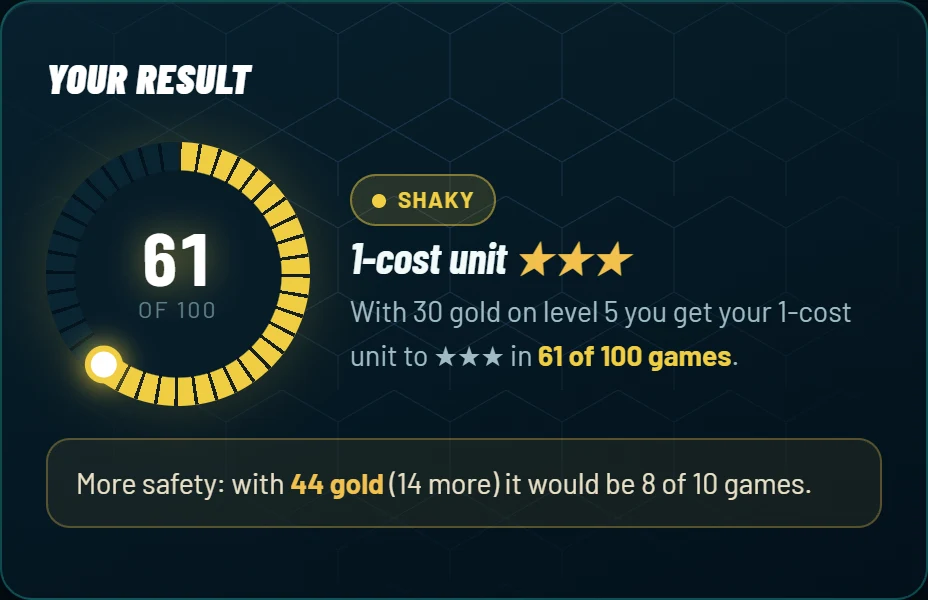 YOUR RESULT
61
OF 100
SHAKY
1-cost unit ★★★
With 30 gold on level 5 you get your 1-cost
unit to ★★★ in 61 of 100 games.
More safety: with 44 gold (14 more) it would be 8 of 10 games.